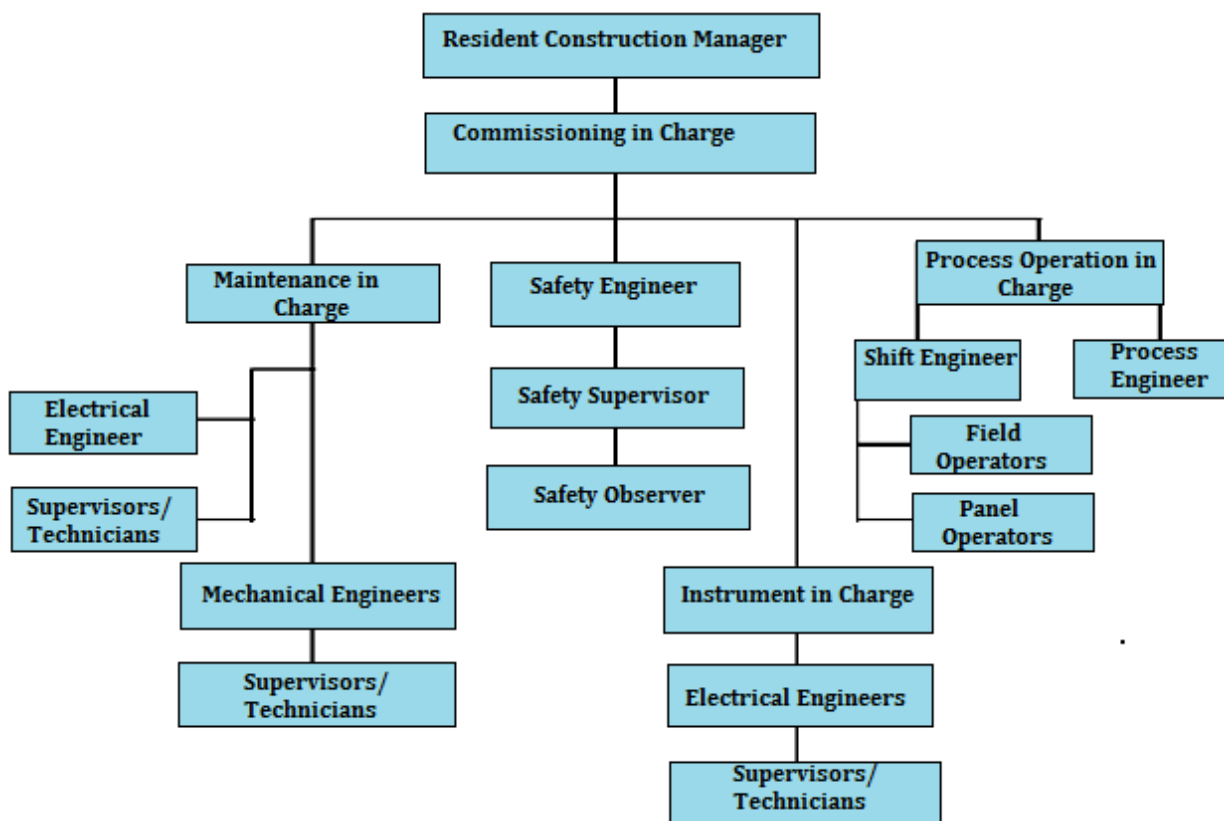 Resident Construction Manager
Commissioning in Charge
Maintenance in
Charge
Safety Engineer
Process Operation in
Charge
Shift Engineer
Process
Engineer
Safety Supervisor
Electrical
Engineer
Field
Operators
Safety Observer
Supervisors/
Technicians
Panel
Operators
Mechanical Engineers
Instrument in Charge
Supervisors/
Technicians
Electrical Engineers
Supervisors/
Technicians